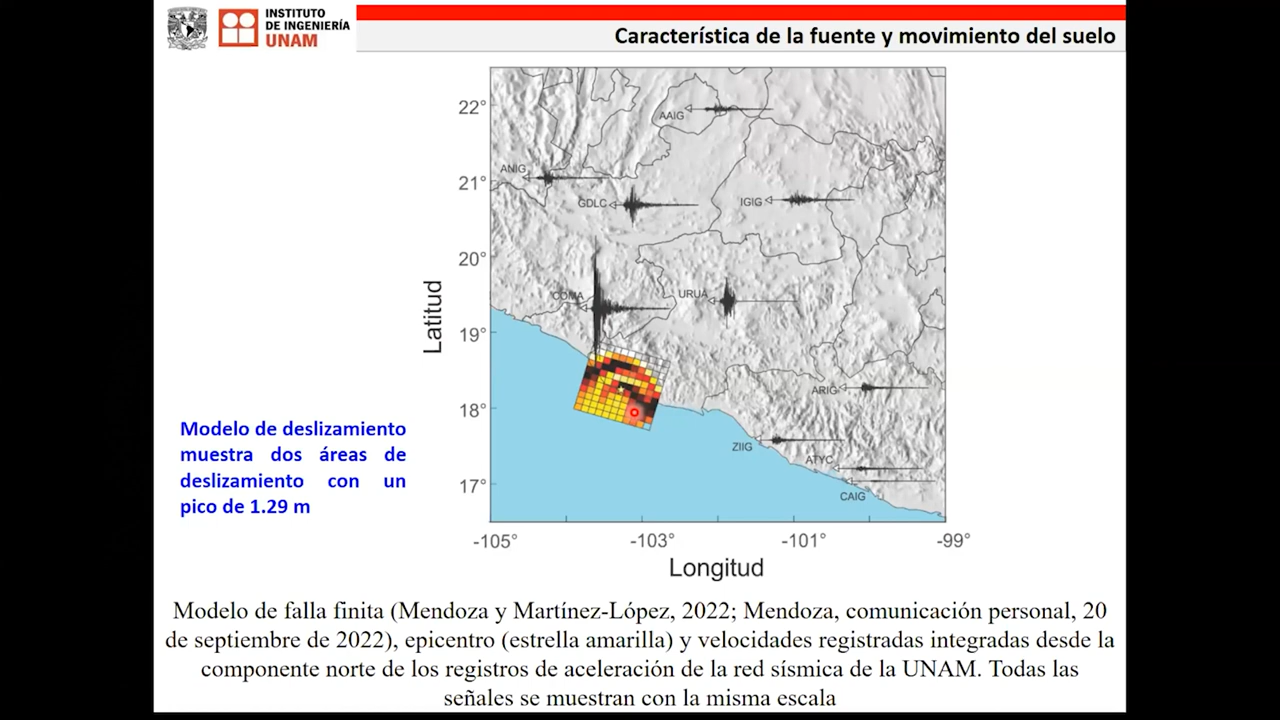 INSTITUTO
DE INGENIERÍA
UNAM
Característica de la fuente y movimiento del suelo
22°
21°
20°
19°
18°
17°
Latitud
-105°
-103°
-101°
-99°
Longitud
AAIG
ANIG
GDLC
IGIG
COMA
URUA
ARIG
ZIIG
ATYC
CAIG
Modelo de deslizamiento
muestra dos áreas de
deslizamiento con un
pico de 1.29 m
Modelo de falla finita (Mendoza y Martínez-López, 2022; Mendoza, comunicación personal, 20
de septiembre de 2022), epicentro (estrella amarilla) y velocidades registradas integradas desde la
componente norte de los registros de aceleración de la red sísmica de la UNAM. Todas las
señales se muestran con la misma escala